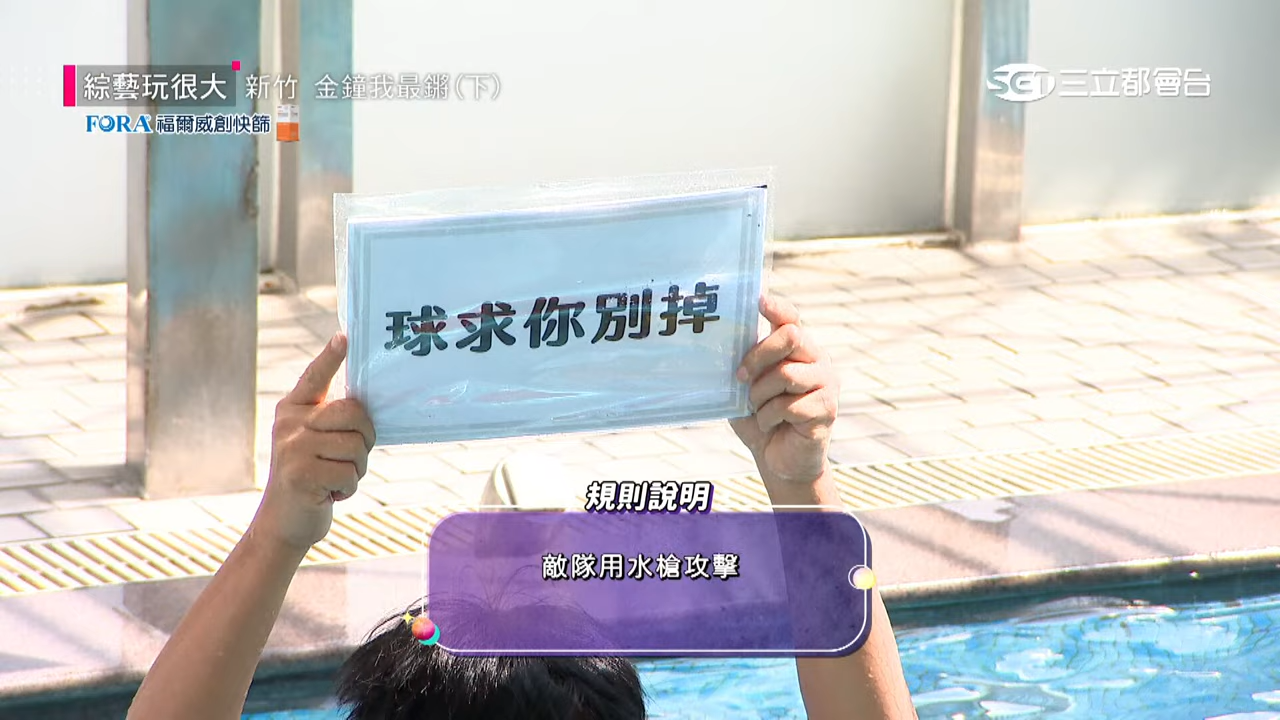 綜藝玩很大 新竹 金鐘我最鏘(下)
FORA 福爾威創快篩
SET 三立都會台
球求你別掉
規則說明
敵隊用水槍攻擊